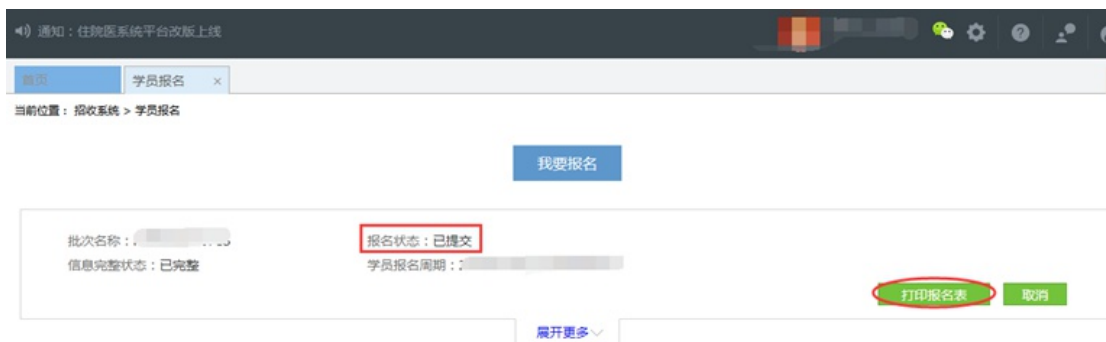 通知：住院医系统平台改版上线
首页 学员报名 ×
当前位置： 招收系统 > 学员报名
我要报名
批次名称： 报名状态：已提交
信息完整状态：已完整 学员报名周期：2
打印报名表 取消
展开更多